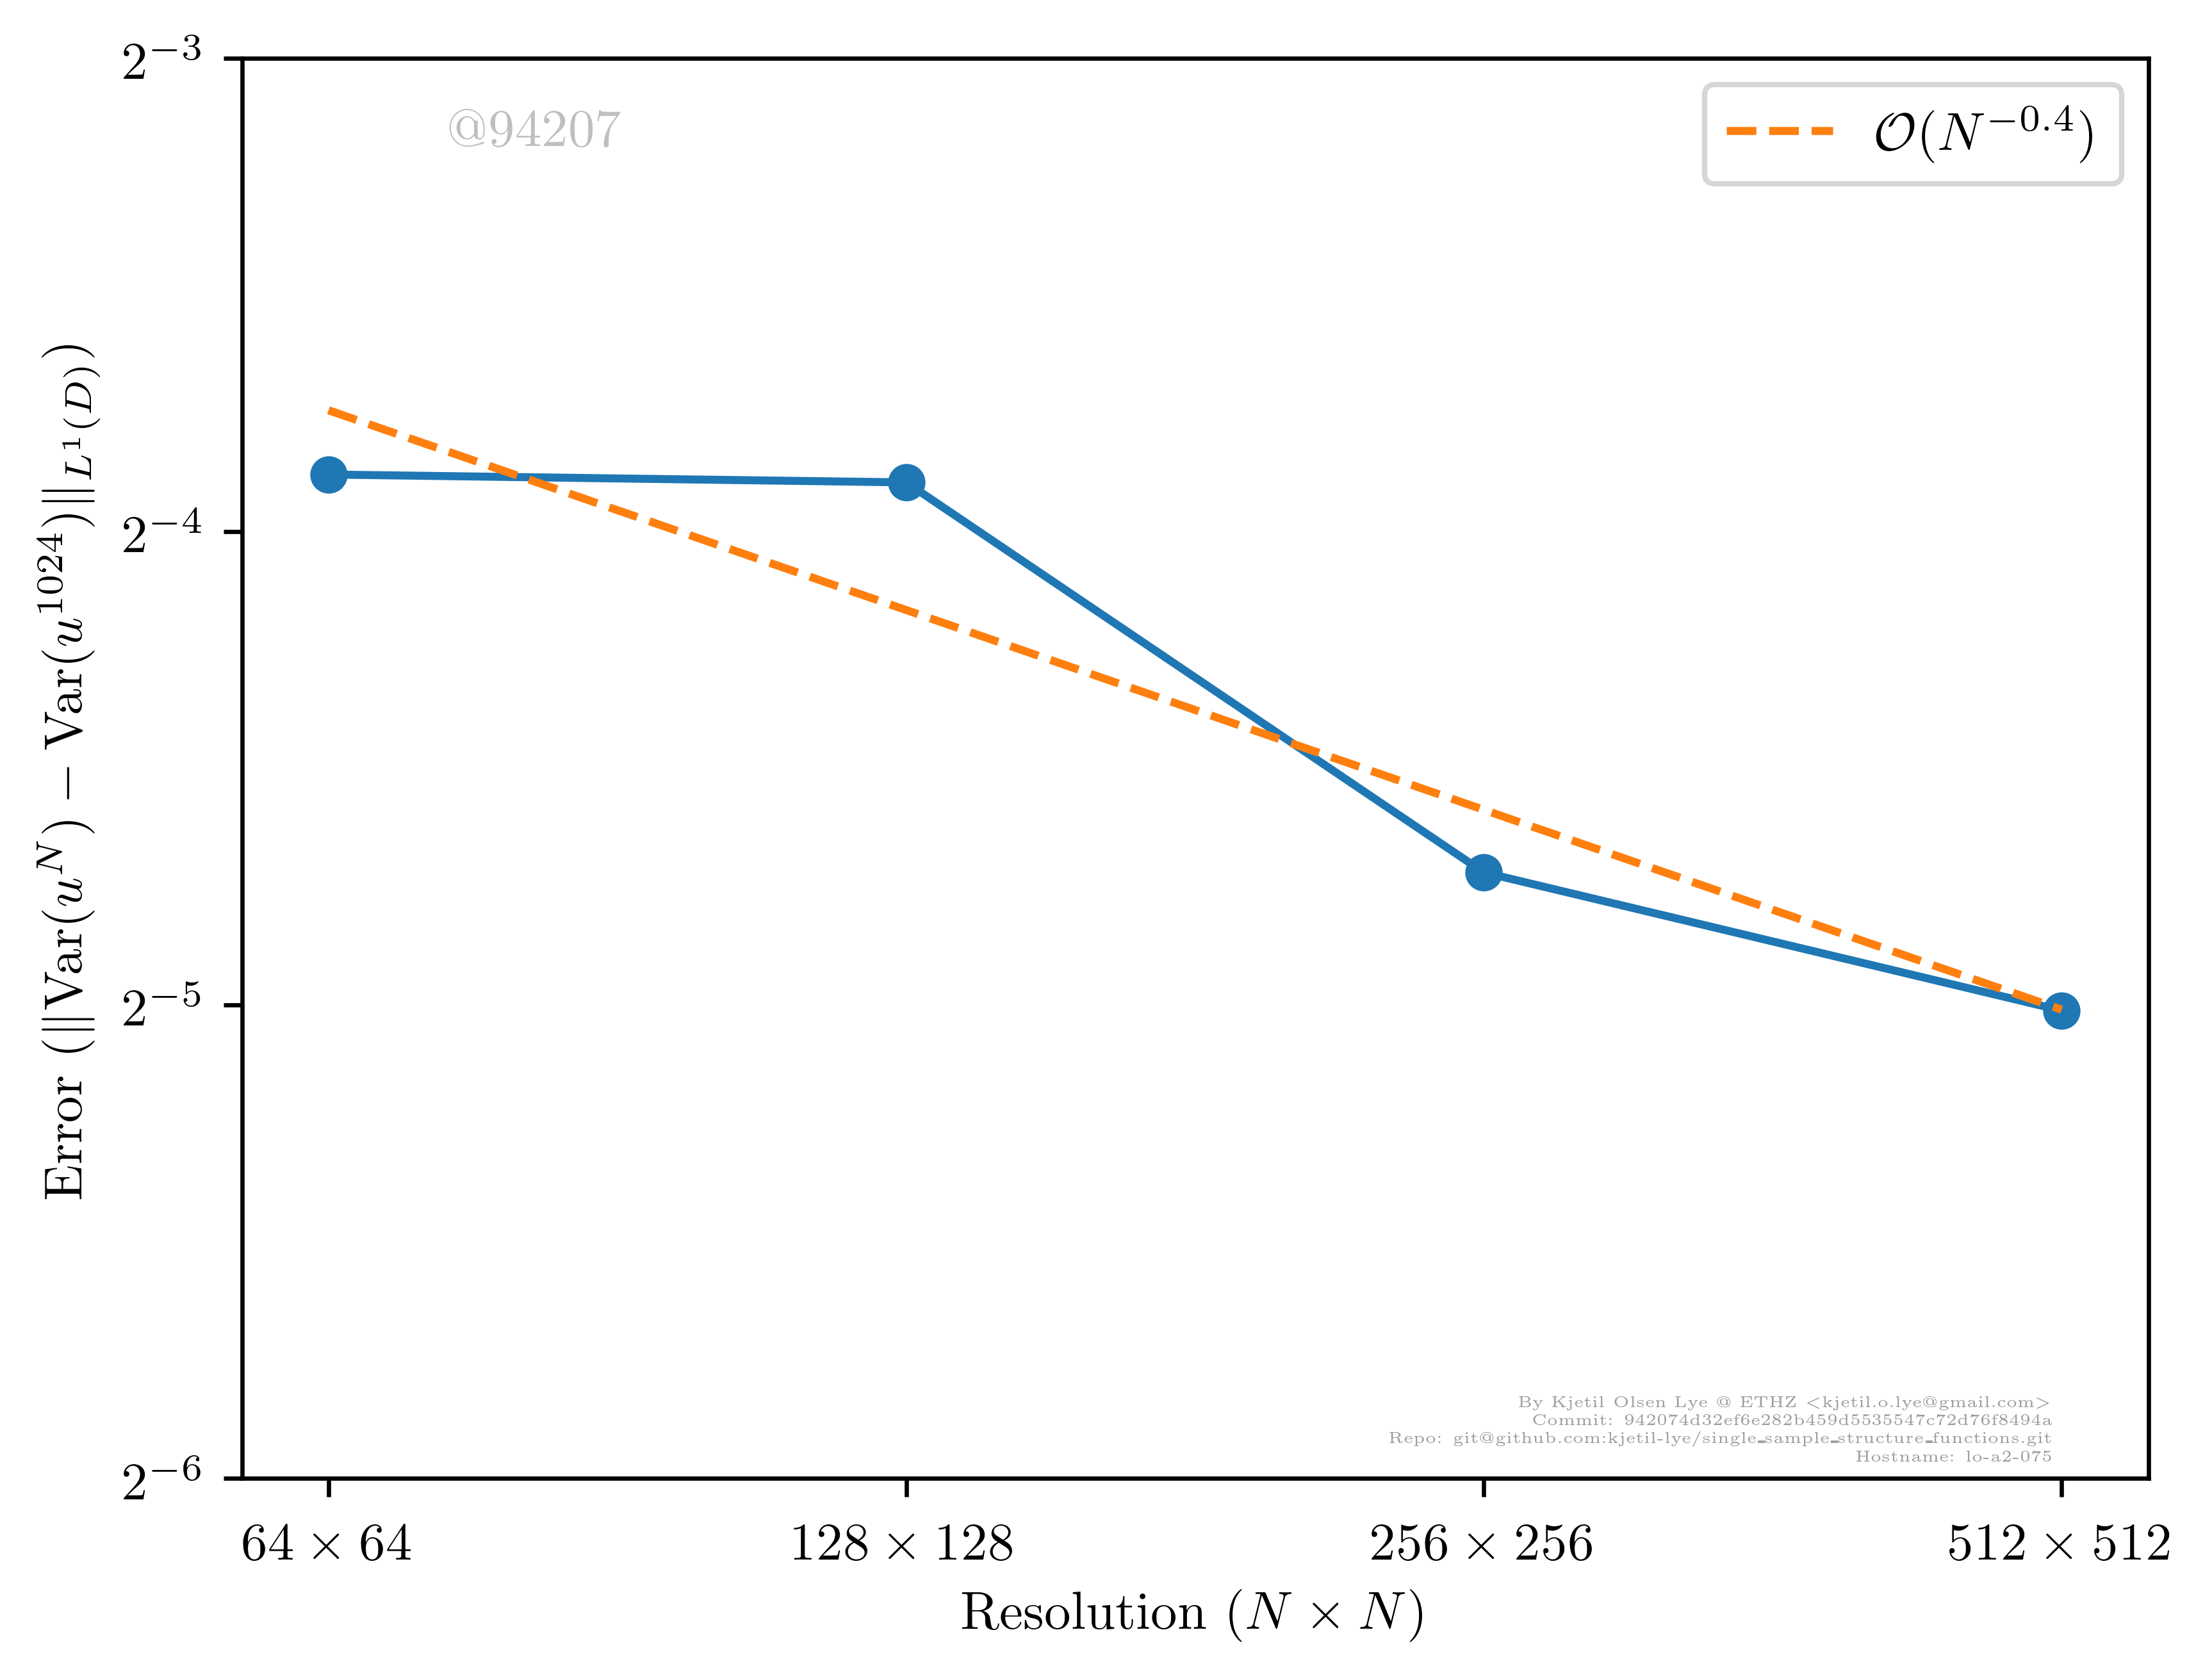 2^{-3}
@94207
𝒪(N^{-0.4})
2^{-4}
2^{-5}
2^{-6}
Error (||Var(u^N) − Var(u^{1024})||_{L^1(D)})
By Kjetil Olsen Lye @ ETHZ <kjetil.o.lye@gmail.com>
Commit: 942074d32ef6e282b459d5535547c72d76f8494a
Repo: git@github.com:kjetil-lye/single_sample_structure_functions.git
Hostname: lo-a2-075
64 × 64 128 × 128 256 × 256 512 × 512
Resolution (N × N)